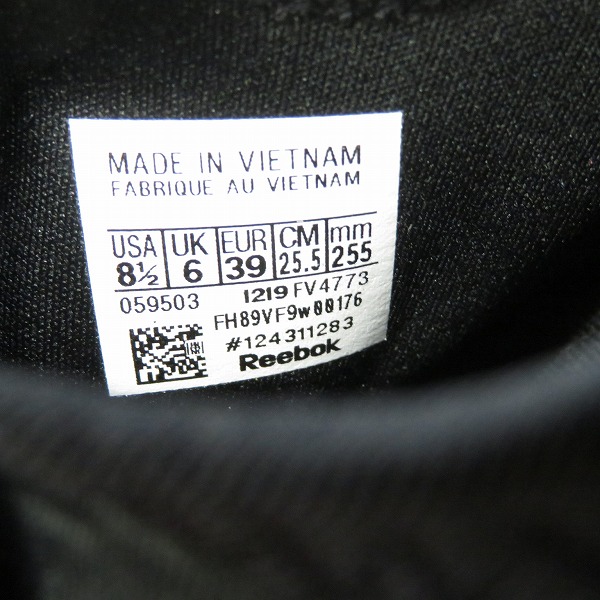 MADE IN VIETNAM
FABRIQUE AU VIETNAM
USA UK EUR CM mm
8½ 6 39 25.5 255
059503 1219 FV4773
FH89VF9w00176
#124311283
Reebok